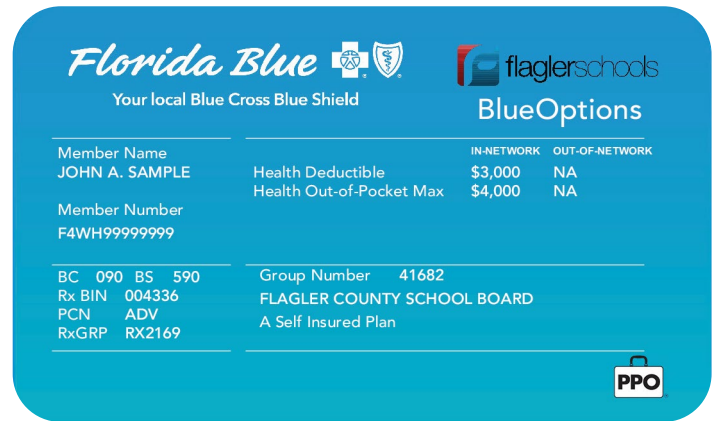 Florida Blue
flaglerschools
Your local Blue Cross Blue Shield
BlueOptions
IN-NETWORK OUT-OF-NETWORK
Member Name
JOHN A. SAMPLE
Health Deductible $3,000 NA
Health Out-of-Pocket Max $4,000 NA
Member Number
F4WH99999999
BC 090 BS 590
Rx BIN 004336
PCN ADV
RxGRP RX2169
Group Number 41682
FLAGLER COUNTY SCHOOL BOARD
A Self Insured Plan
PPO